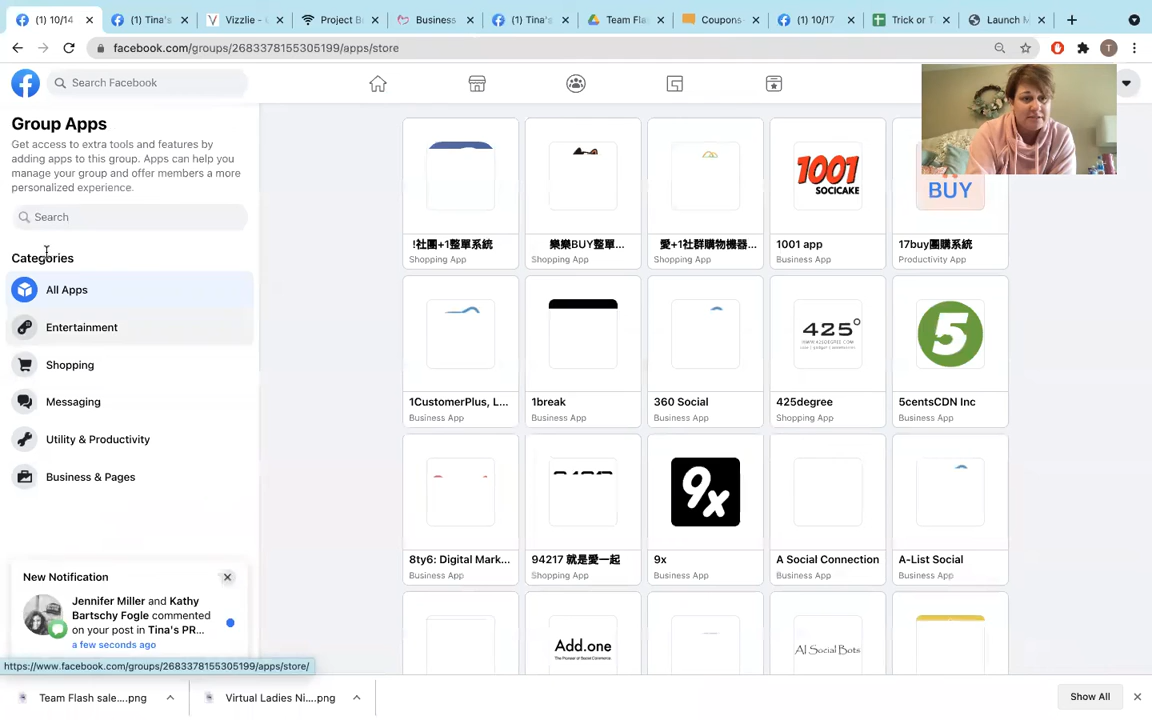 (1) 10/14
(1) Tina's
Vizzlie -
Project B
Business
(1) Tina's
Team Fla
Coupons
(1) 10/17
Trick or T
Launch M
facebook.com/groups/2683378155305199/apps/store
T
Search Facebook
Group Apps
Get access to extra tools and features by
adding apps to this group. Apps can help you
manage your group and offer members a more
personalized experience.
Search
Categories
All Apps
Entertainment
Shopping
Messaging
Utility & Productivity
Business & Pages
New Notification
Jennifer Miller and Kathy
Bartschy Fogle commented
on your post in Tina's PR...
a few seconds ago
https://www.facebook.com/groups/2683378155305199/apps/store/
1001
SOCICAKE
BUY
!社團+1整單系統
Shopping App
樂樂BUY整單...
Shopping App
愛+1社群購物機器...
Shopping App
1001 app
Business App
17buy團購系統
Productivity App
425°
5
1CustomerPlus, L...
Business App
1break
Business App
360 Social
Business App
425degree
Shopping App
5centsCDN Inc
Business App
9x
8ty6: Digital Mark...
Business App
94217 就是愛一起
Shopping App
9x
Business App
A Social Connection
Business App
A-List Social
Business App
Add.one
The Pioneer of Social Commerce
AI Social Bots
Team Flash sale....png
Virtual Ladies Ni....png
Show All